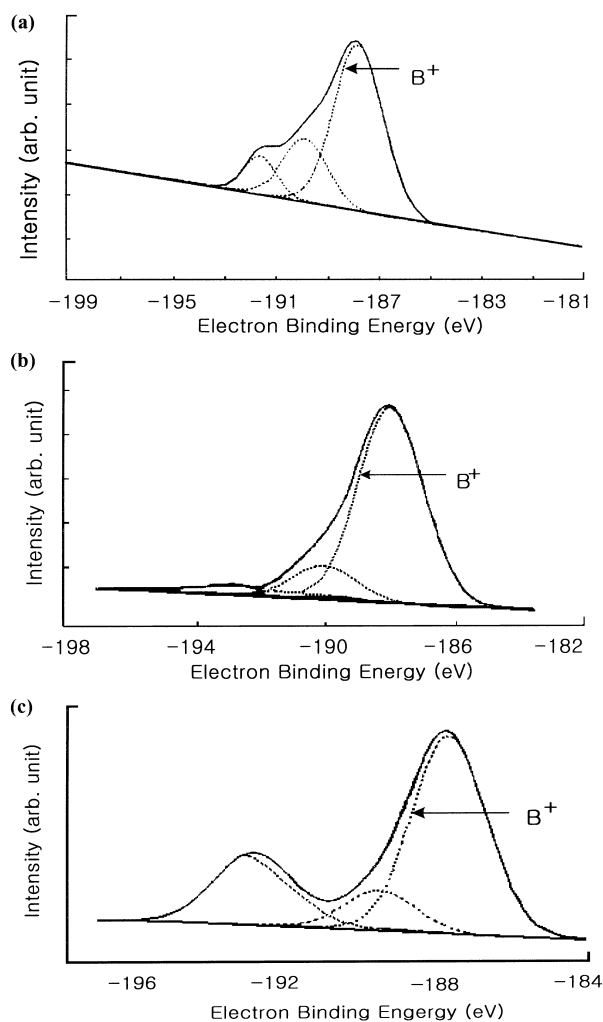 (a)
Intensity (arb. unit)
B+
-199 -195 -191 -187 -183 -181
Electron Binding Energy (eV)
(b)
Intensity (arb. unit)
B+
-198 -194 -190 -186 -182
Electron Binding Energy (eV)
(c)
Intensity (arb. unit)
B+
-196 -192 -188 -184
Electron Binding Engergy (eV)